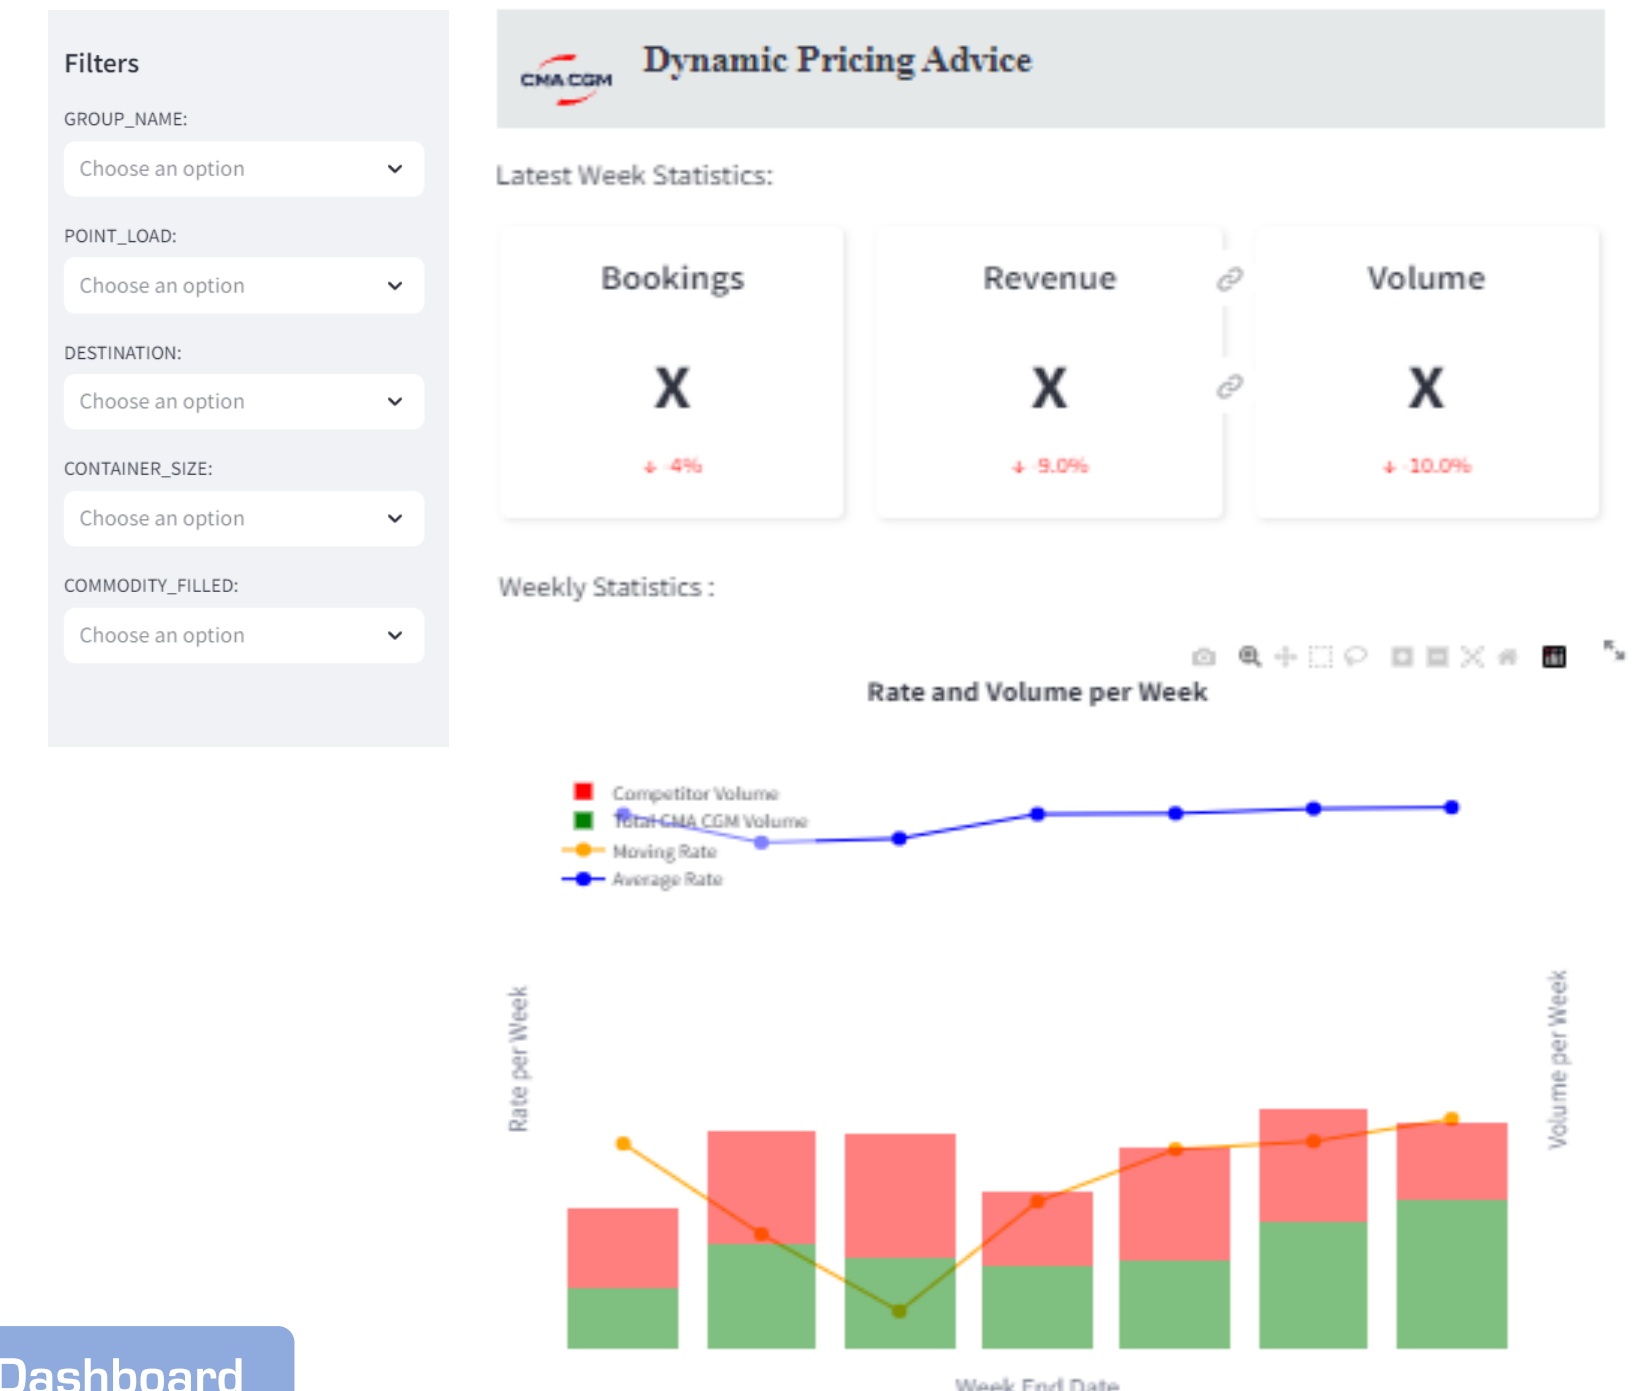 Filters
GROUP_NAME:
Choose an option
POINT_LOAD:
Choose an option
DESTINATION:
Choose an option
CONTAINER_SIZE:
Choose an option
COMMODITY_FILLED:
Choose an option
CMA CGM
Dynamic Pricing Advice
Latest Week Statistics:
Bookings
X
↓ -4%
Revenue
X
↓ -9.0%
Volume
X
↓ -10.0%
Weekly Statistics :
Rate and Volume per Week
Competitor Volume
Total CMA CGM Volume
Moving Rate
Average Rate
Rate per Week
Volume per Week
Week End Date
Dashboard